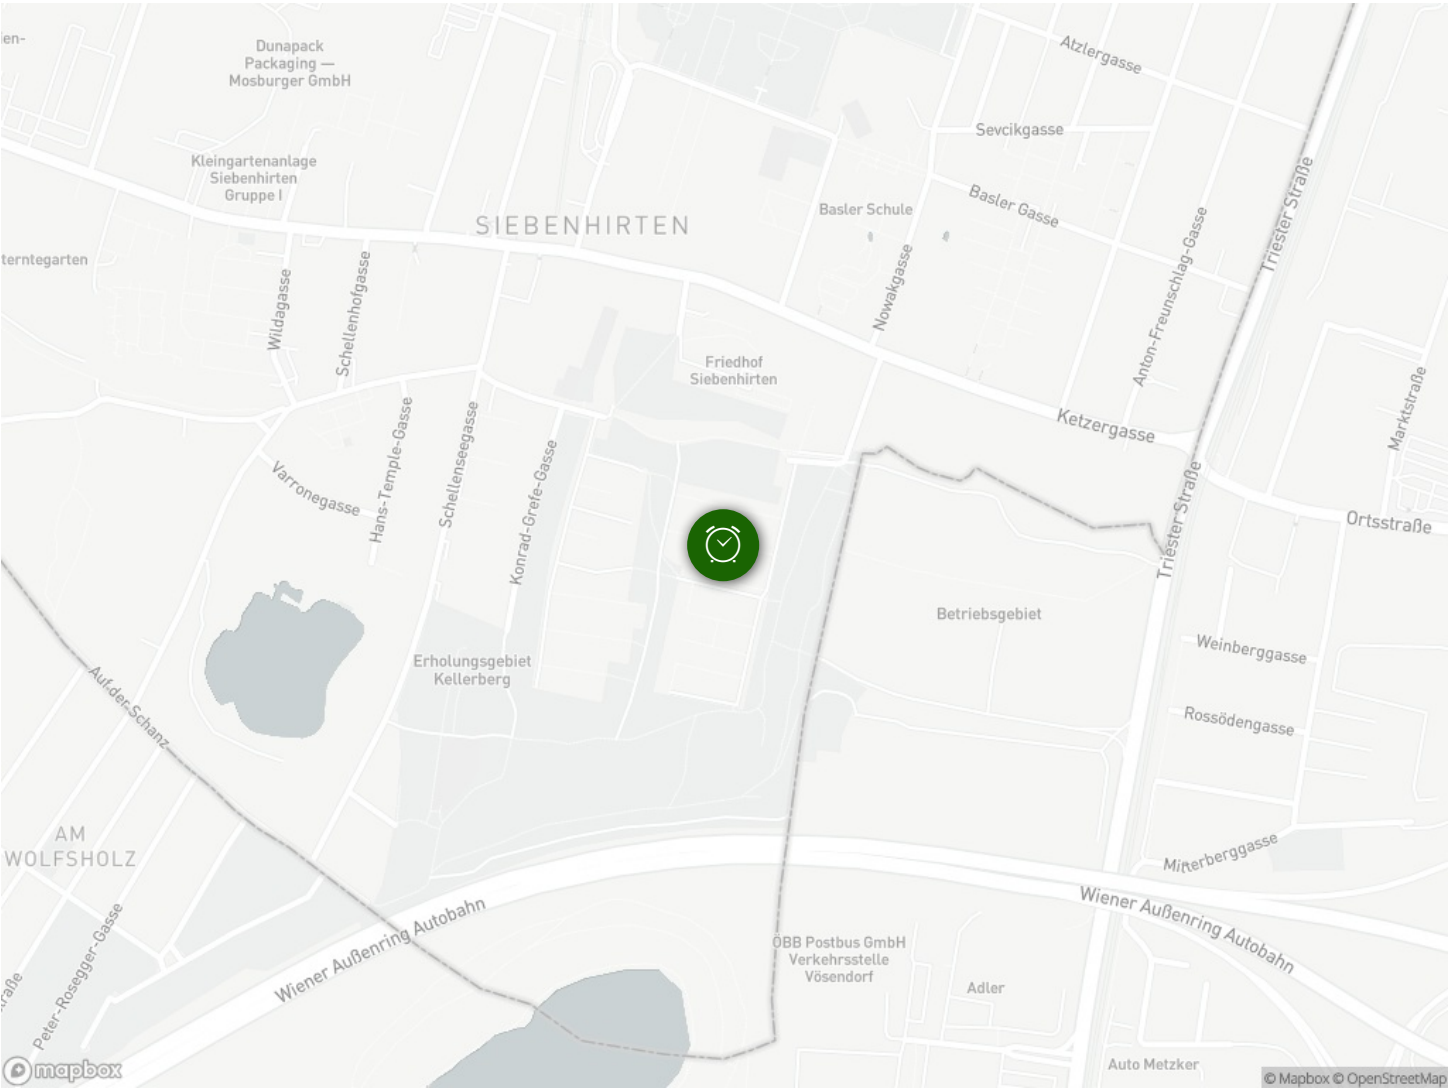 en-
Dunapack
Packaging —
Mosburger GmbH
Atzlergasse
Sevcikgasse
Kleingartenanlage
Siebenhirten
Gruppe I
Basler Gasse
SIEBENHIRTEN
Basler Schule
Triester Straße
terntegarten
Wildagasse
Schellenhofgasse
Nowakgasse
Anton-Freunschlag-Gasse
Friedhof
Siebenhirten
Ketzergasse
Marktstraße
Varronegasse
Hans-Temple-Gasse
Schellenseegasse
Konrad-Grefe-Gasse
Triester Straße
Ortsstraße
Betriebsgebiet
Weinberggasse
Erholungsgebiet
Kellerberg
Auf der Schanz
Rossödengasse
AM
WOLFSHOLZ
Mitterberggasse
Wiener Außenring Autobahn
Wiener Außenring Autobahn
Peter-Rosegger-Gasse
ÖBB Postbus GmbH
Verkehrsstelle
Vösendorf
Adler
raße
Auto Metzker
mapbox
© Mapbox © OpenStreetMap